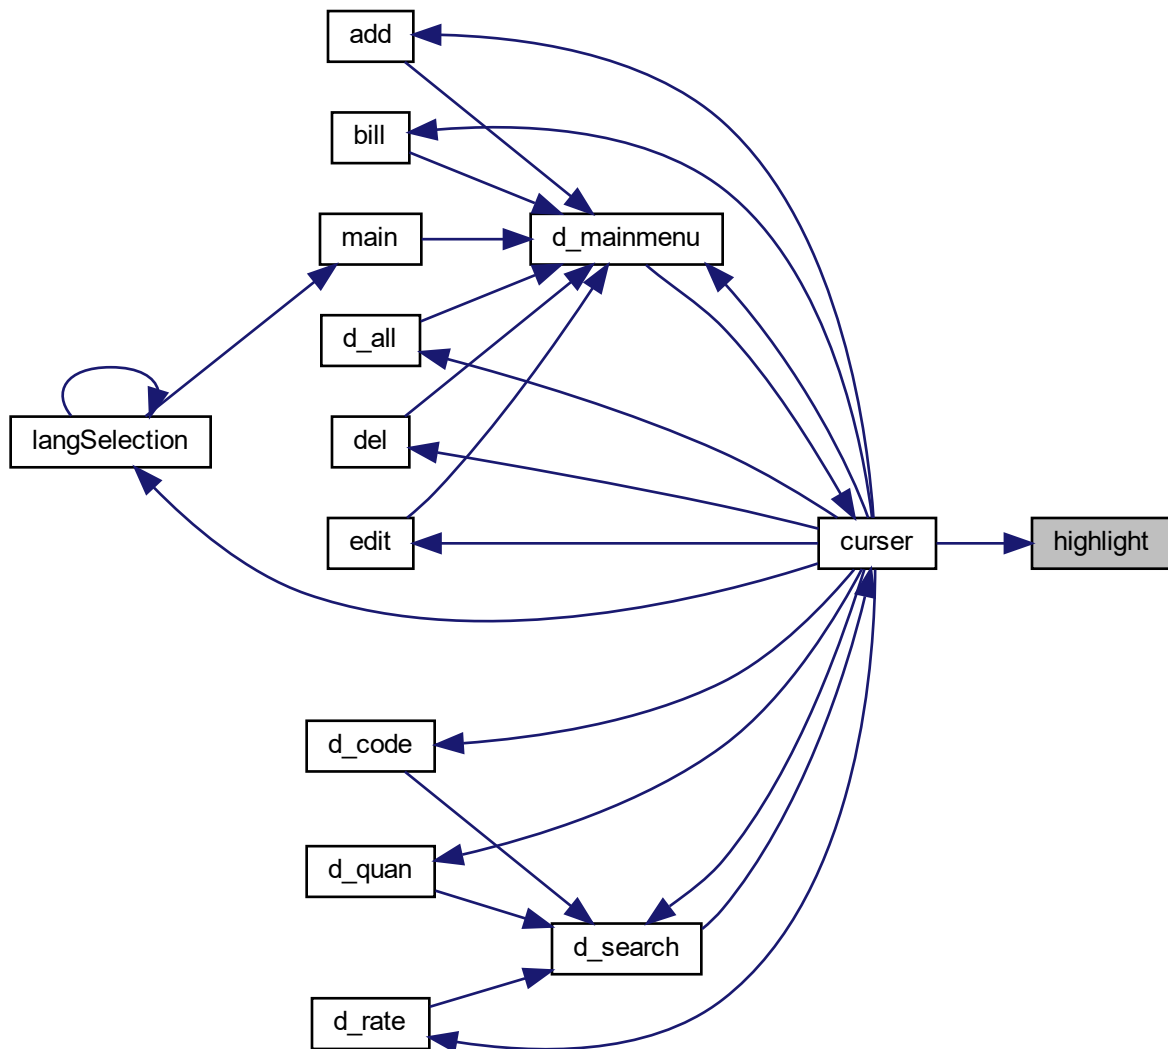 add
bill
main
d_mainmenu
d_all
del
langSelection
edit
curser
highlight
d_code
d_quan
d_search
d_rate